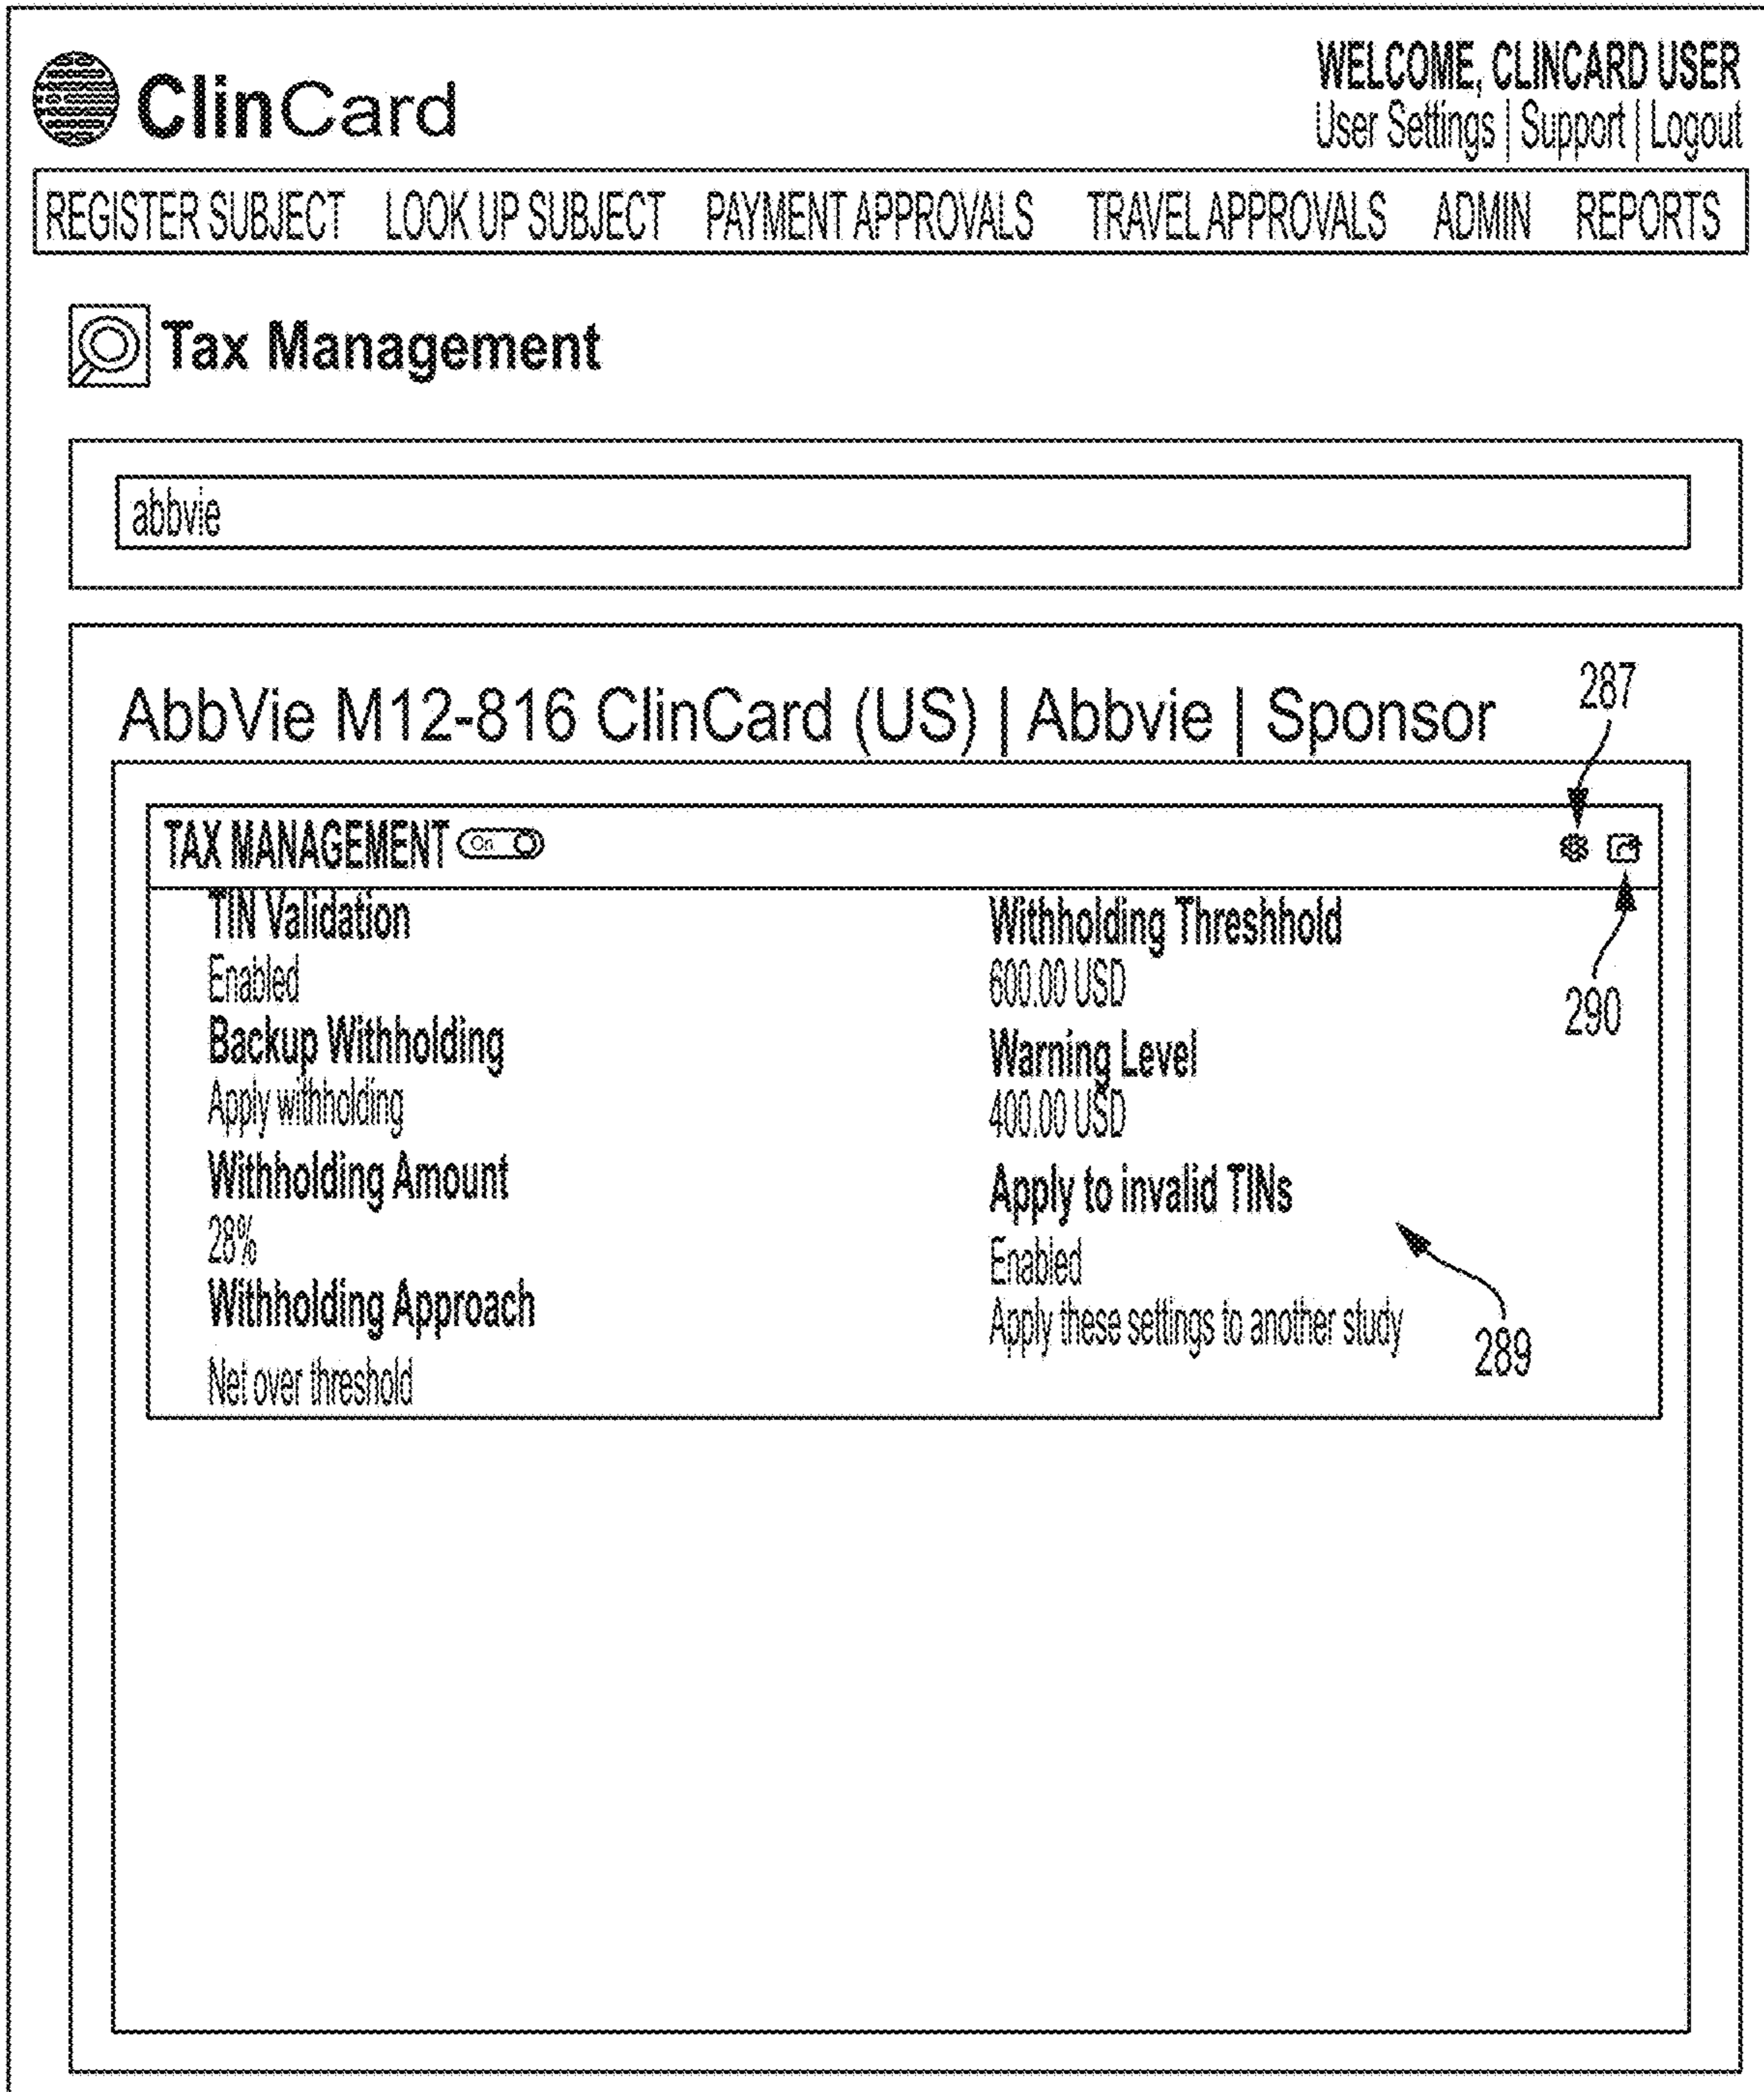 ClinCard
WELCOME, CLINCARD USER
User Settings | Support | Logout
REGISTER SUBJECT LOOK UP SUBJECT PAYMENT APPROVALS TRAVEL APPROVALS ADMIN REPORTS
Tax Management
abbvie
AbbVie M12-816 ClinCard (US) | Abbvie | Sponsor
287
TAX MANAGEMENT On
TIN Validation
Enabled
Backup Withholding
Apply withholding
Withholding Amount
28%
Withholding Approach
Net over threshold
Withholding Threshhold
600.00 USD
Warning Level
400.00 USD
Apply to invalid TINs
Enabled
Apply these settings to another study
290
289